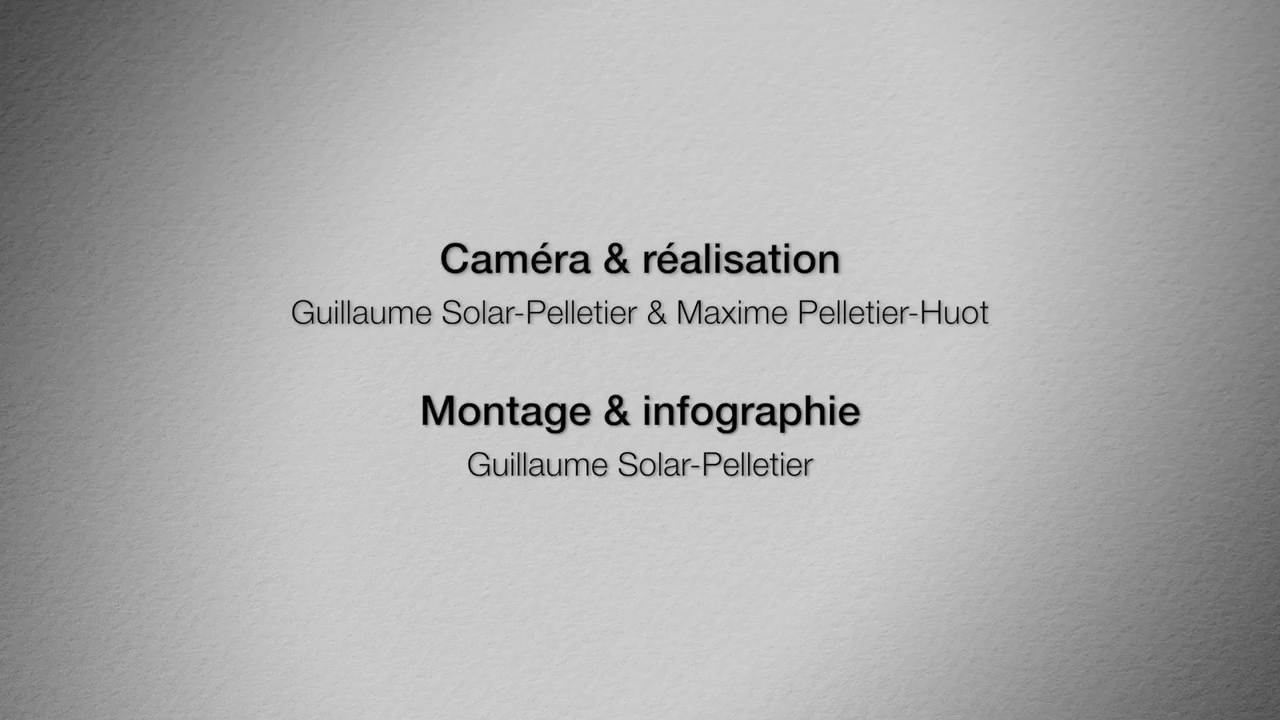 Caméra & réalisation
Guillaume Solar-Pelletier & Maxime Pelletier-Huot
Montage & infographie
Guillaume Solar-Pelletier